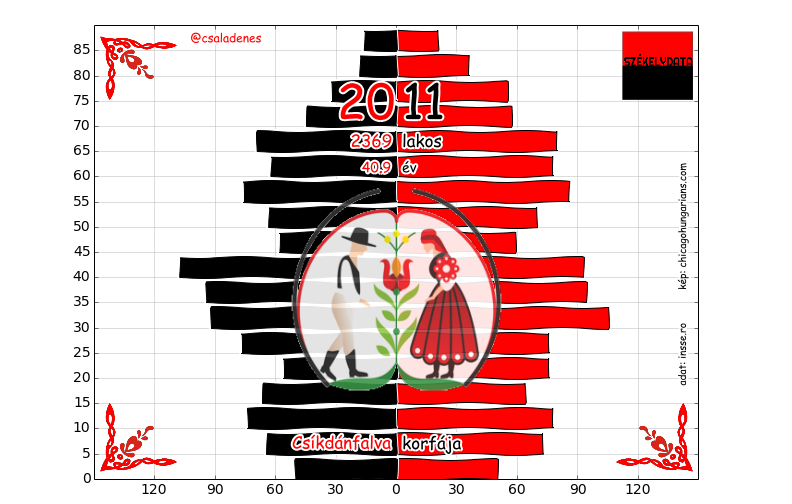 @csaladenes
SZÉKELYDATA
2011
2369 lakos
40.9 év
kép: chicagohungarians.com
adat: insse.ro
Csíkdánfalva korfája
85
80
75
70
65
60
55
50
45
40
35
30
25
20
15
10
5
0
120 90 60 30 0 30 60 90 120